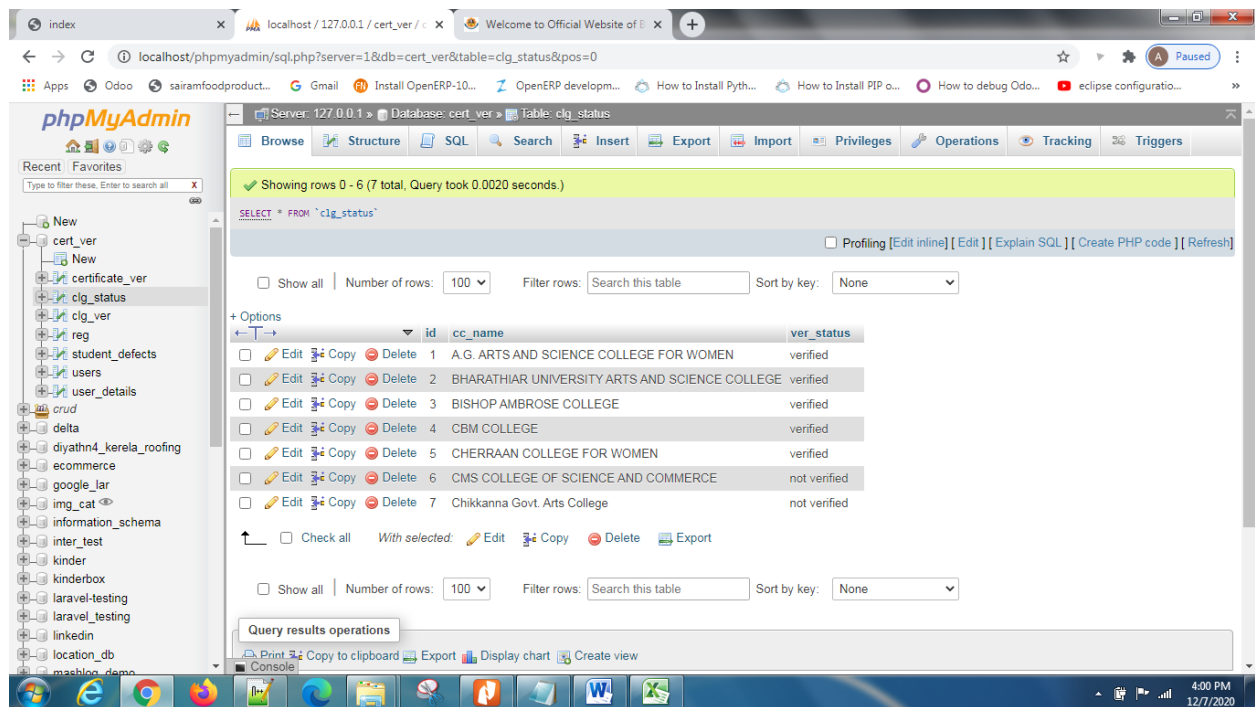 index
localhost / 127.0.0.1 / cert_ver / c
Welcome to Official Website of B
localhost/phpmyadmin/sql.php?server=1&db=cert_ver&table=clg_status&pos=0
A Paused
Apps Odoo sairamfoodproduct... Gmail Install OpenERP-10... OpenERP developm... How to Install Pyth... How to Install PIP o... How to debug Odo... eclipse configuratio... »
phpMyAdmin
Recent Favorites
Type to filter these, Enter to search all X
New
cert_ver
New
certificate_ver
clg_status
clg_ver
reg
student_defects
users
user_details
crud
delta
diyathn4_kerela_roofing
ecommerce
google_lar
img_cat
information_schema
inter_test
kinder
kinderbox
laravel-testing
laravel_testing
linkedin
location_db
mashlog_demo
Server: 127.0.0.1 » Database: cert_ver » Table: clg_status
Browse Structure SQL Search Insert Export Import Privileges Operations Tracking Triggers
Showing rows 0 - 6 (7 total, Query took 0.0020 seconds.)
SELECT * FROM `clg_status`
Profiling [Edit inline] [ Edit ] [ Explain SQL ] [ Create PHP code ] [ Refresh]
Show all Number of rows: 100 Filter rows: Search this table Sort by key: None
+ Options
id cc_name ver_status
Edit Copy Delete 1 A.G. ARTS AND SCIENCE COLLEGE FOR WOMEN verified
Edit Copy Delete 2 BHARATHIAR UNIVERSITY ARTS AND SCIENCE COLLEGE verified
Edit Copy Delete 3 BISHOP AMBROSE COLLEGE verified
Edit Copy Delete 4 CBM COLLEGE verified
Edit Copy Delete 5 CHERRAAN COLLEGE FOR WOMEN verified
Edit Copy Delete 6 CMS COLLEGE OF SCIENCE AND COMMERCE not verified
Edit Copy Delete 7 Chikkanna Govt. Arts College not verified
Check all With selected: Edit Copy Delete Export
Show all Number of rows: 100 Filter rows: Search this table Sort by key: None
Query results operations
Print Copy to clipboard Export Display chart Create view
Console
4:00 PM
12/7/2020